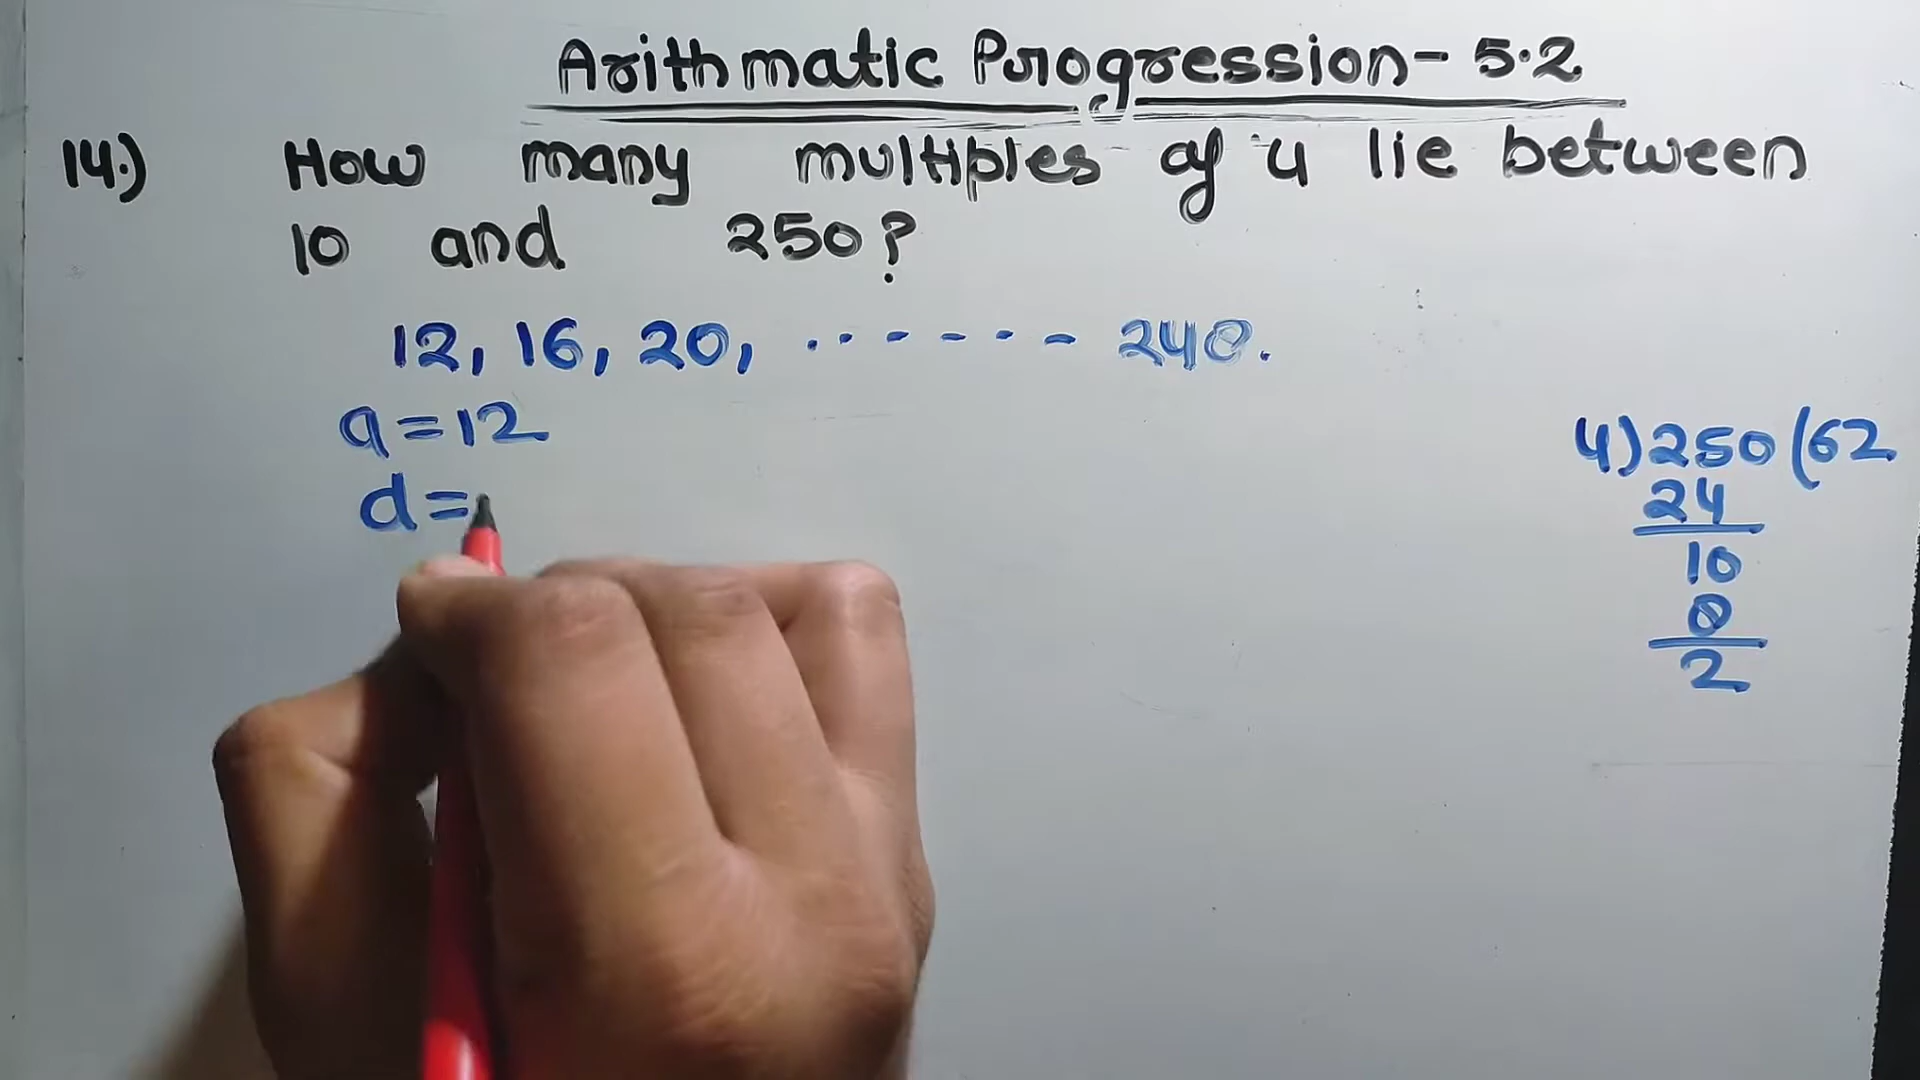 Arithmatic Progression - 5.2
14.) How many multiples of 4 lie between
10 and 250?
12, 16, 20, ------- 240.
a = 12
d =
4)250(62
24
10
8
2